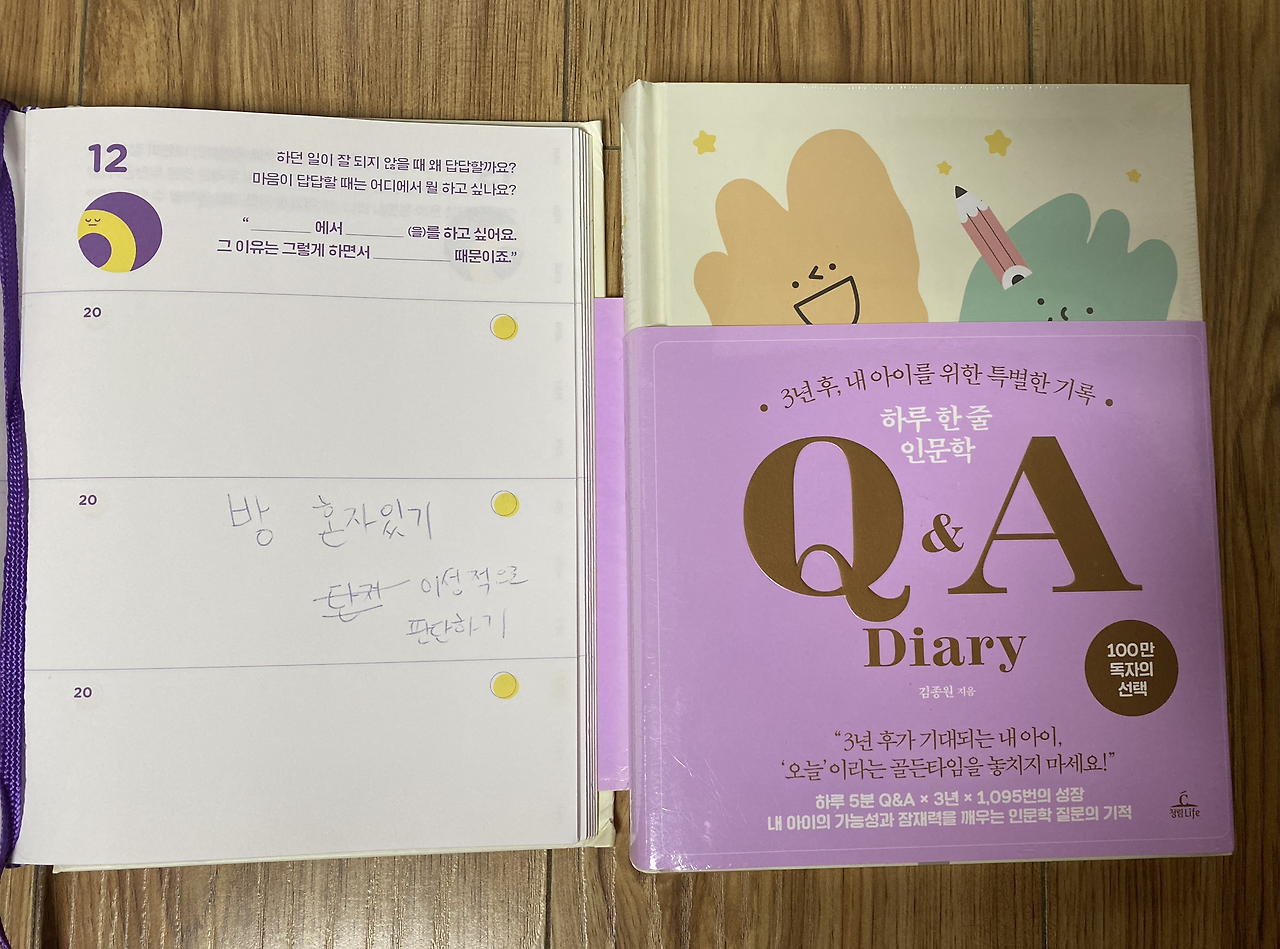 12
하던 일이 잘 되지 않을 때 왜 답답할까요?
마음이 답답할 때는 어디에서 뭘 하고 싶나요?
“________ 에서 ________ (을)를 하고 싶어요.
그 이유는 그렇게 하면서 __________ 때문이죠.”
20
20
방 혼자있기
이성적으로
판단하기
20
• 3년 후, 내 아이를 위한 특별한 기록 •
하루 한 줄
인문학
Q & A
Diary
100만
독자의
선택
김종원 지음
“3년 후가 기대되는 내 아이,
‘오늘’이라는 골든타임을 놓치지 마세요!”
하루 5분 Q&A × 3년 × 1,095번의 성장
내 아이의 가능성과 잠재력을 깨우는 인문학 질문의 기적
청림Life